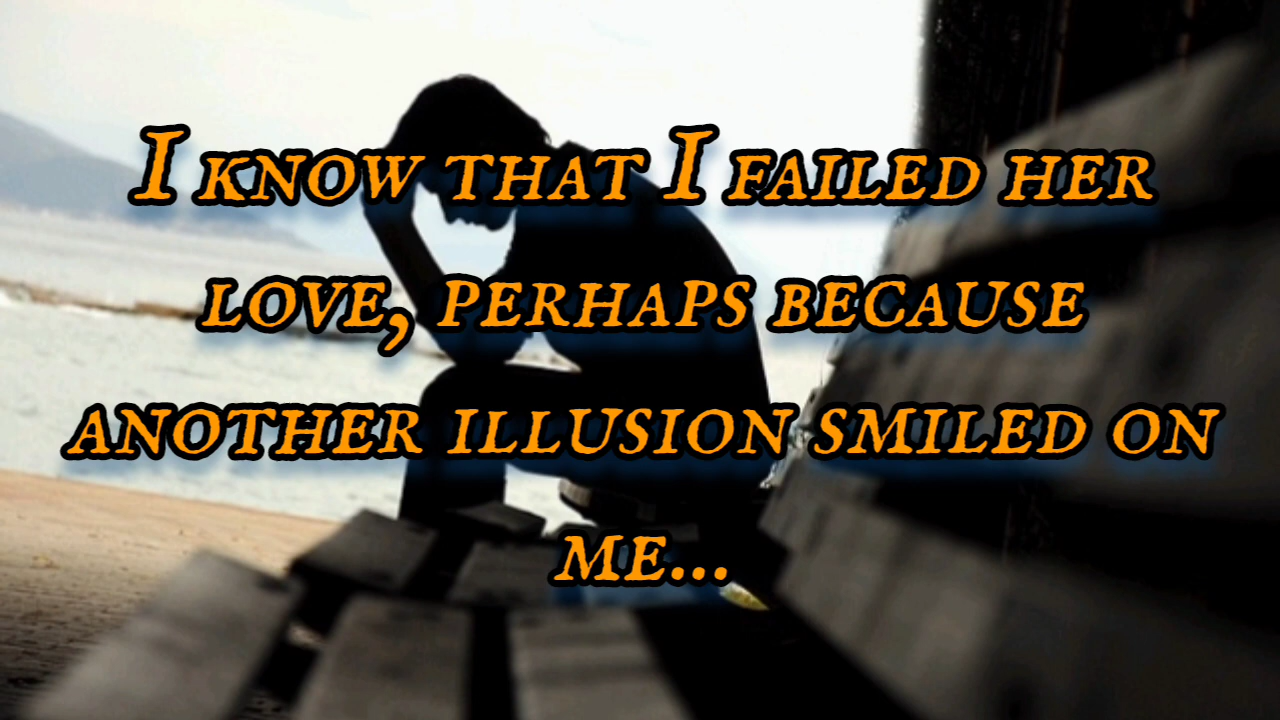 I know that I failed her
love, perhaps because
another illusion smiled on
me...